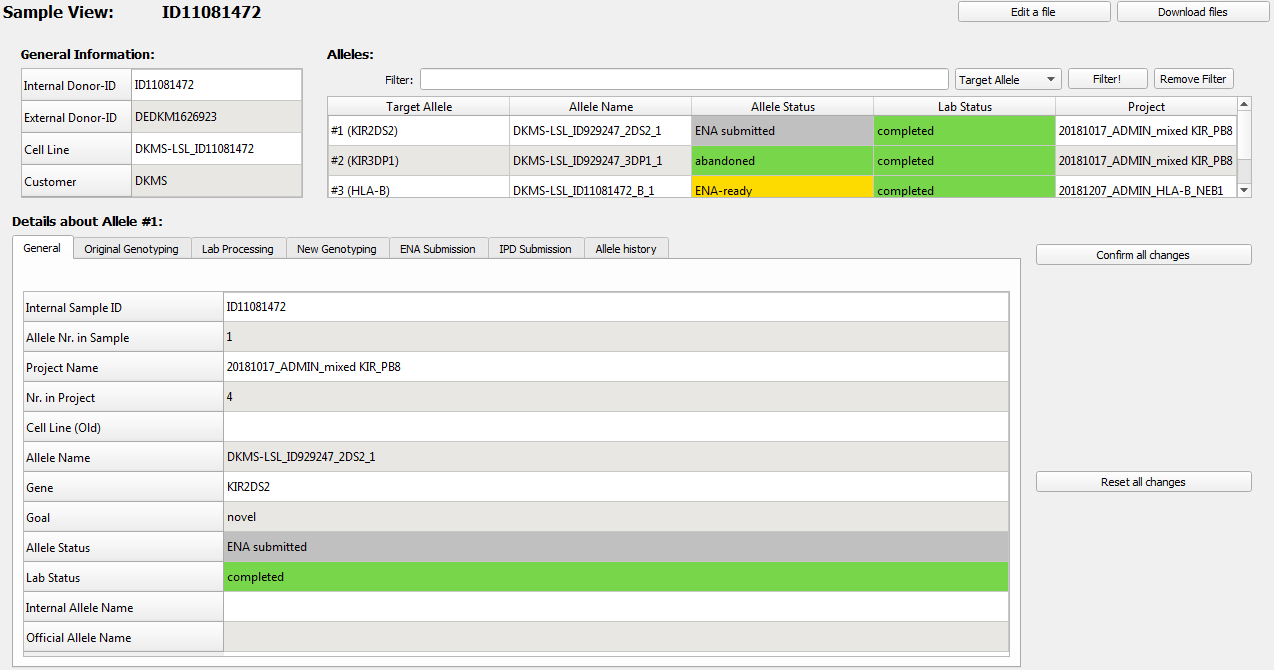 Sample View: ID11081472
Edit a file Download files
General Information:
Internal Donor-ID ID11081472
External Donor-ID DEDKM1626923
Cell Line DKMS-LSL_ID11081472
Customer DKMS
Alleles:
Filter: Target Allele Filter! Remove Filter
Target Allele Allele Name Allele Status Lab Status Project
#1 (KIR2DS2) DKMS-LSL_ID929247_2DS2_1 ENA submitted completed 20181017_ADMIN_mixed KIR_PB8
#2 (KIR3DP1) DKMS-LSL_ID929247_3DP1_1 abandoned completed 20181017_ADMIN_mixed KIR_PB8
#3 (HLA-B) DKMS-LSL_ID11081472_B_1 ENA-ready completed 20181207_ADMIN_HLA-B_NEB1
Details about Allele #1:
General Original Genotyping Lab Processing New Genotyping ENA Submission IPD Submission Allele history
Confirm all changes
Internal Sample ID ID11081472
Allele Nr. in Sample 1
Project Name 20181017_ADMIN_mixed KIR_PB8
Nr. in Project 4
Cell Line (Old)
Allele Name DKMS-LSL_ID929247_2DS2_1
Gene KIR2DS2
Reset all changes
Goal novel
Allele Status ENA submitted
Lab Status completed
Internal Allele Name
Official Allele Name